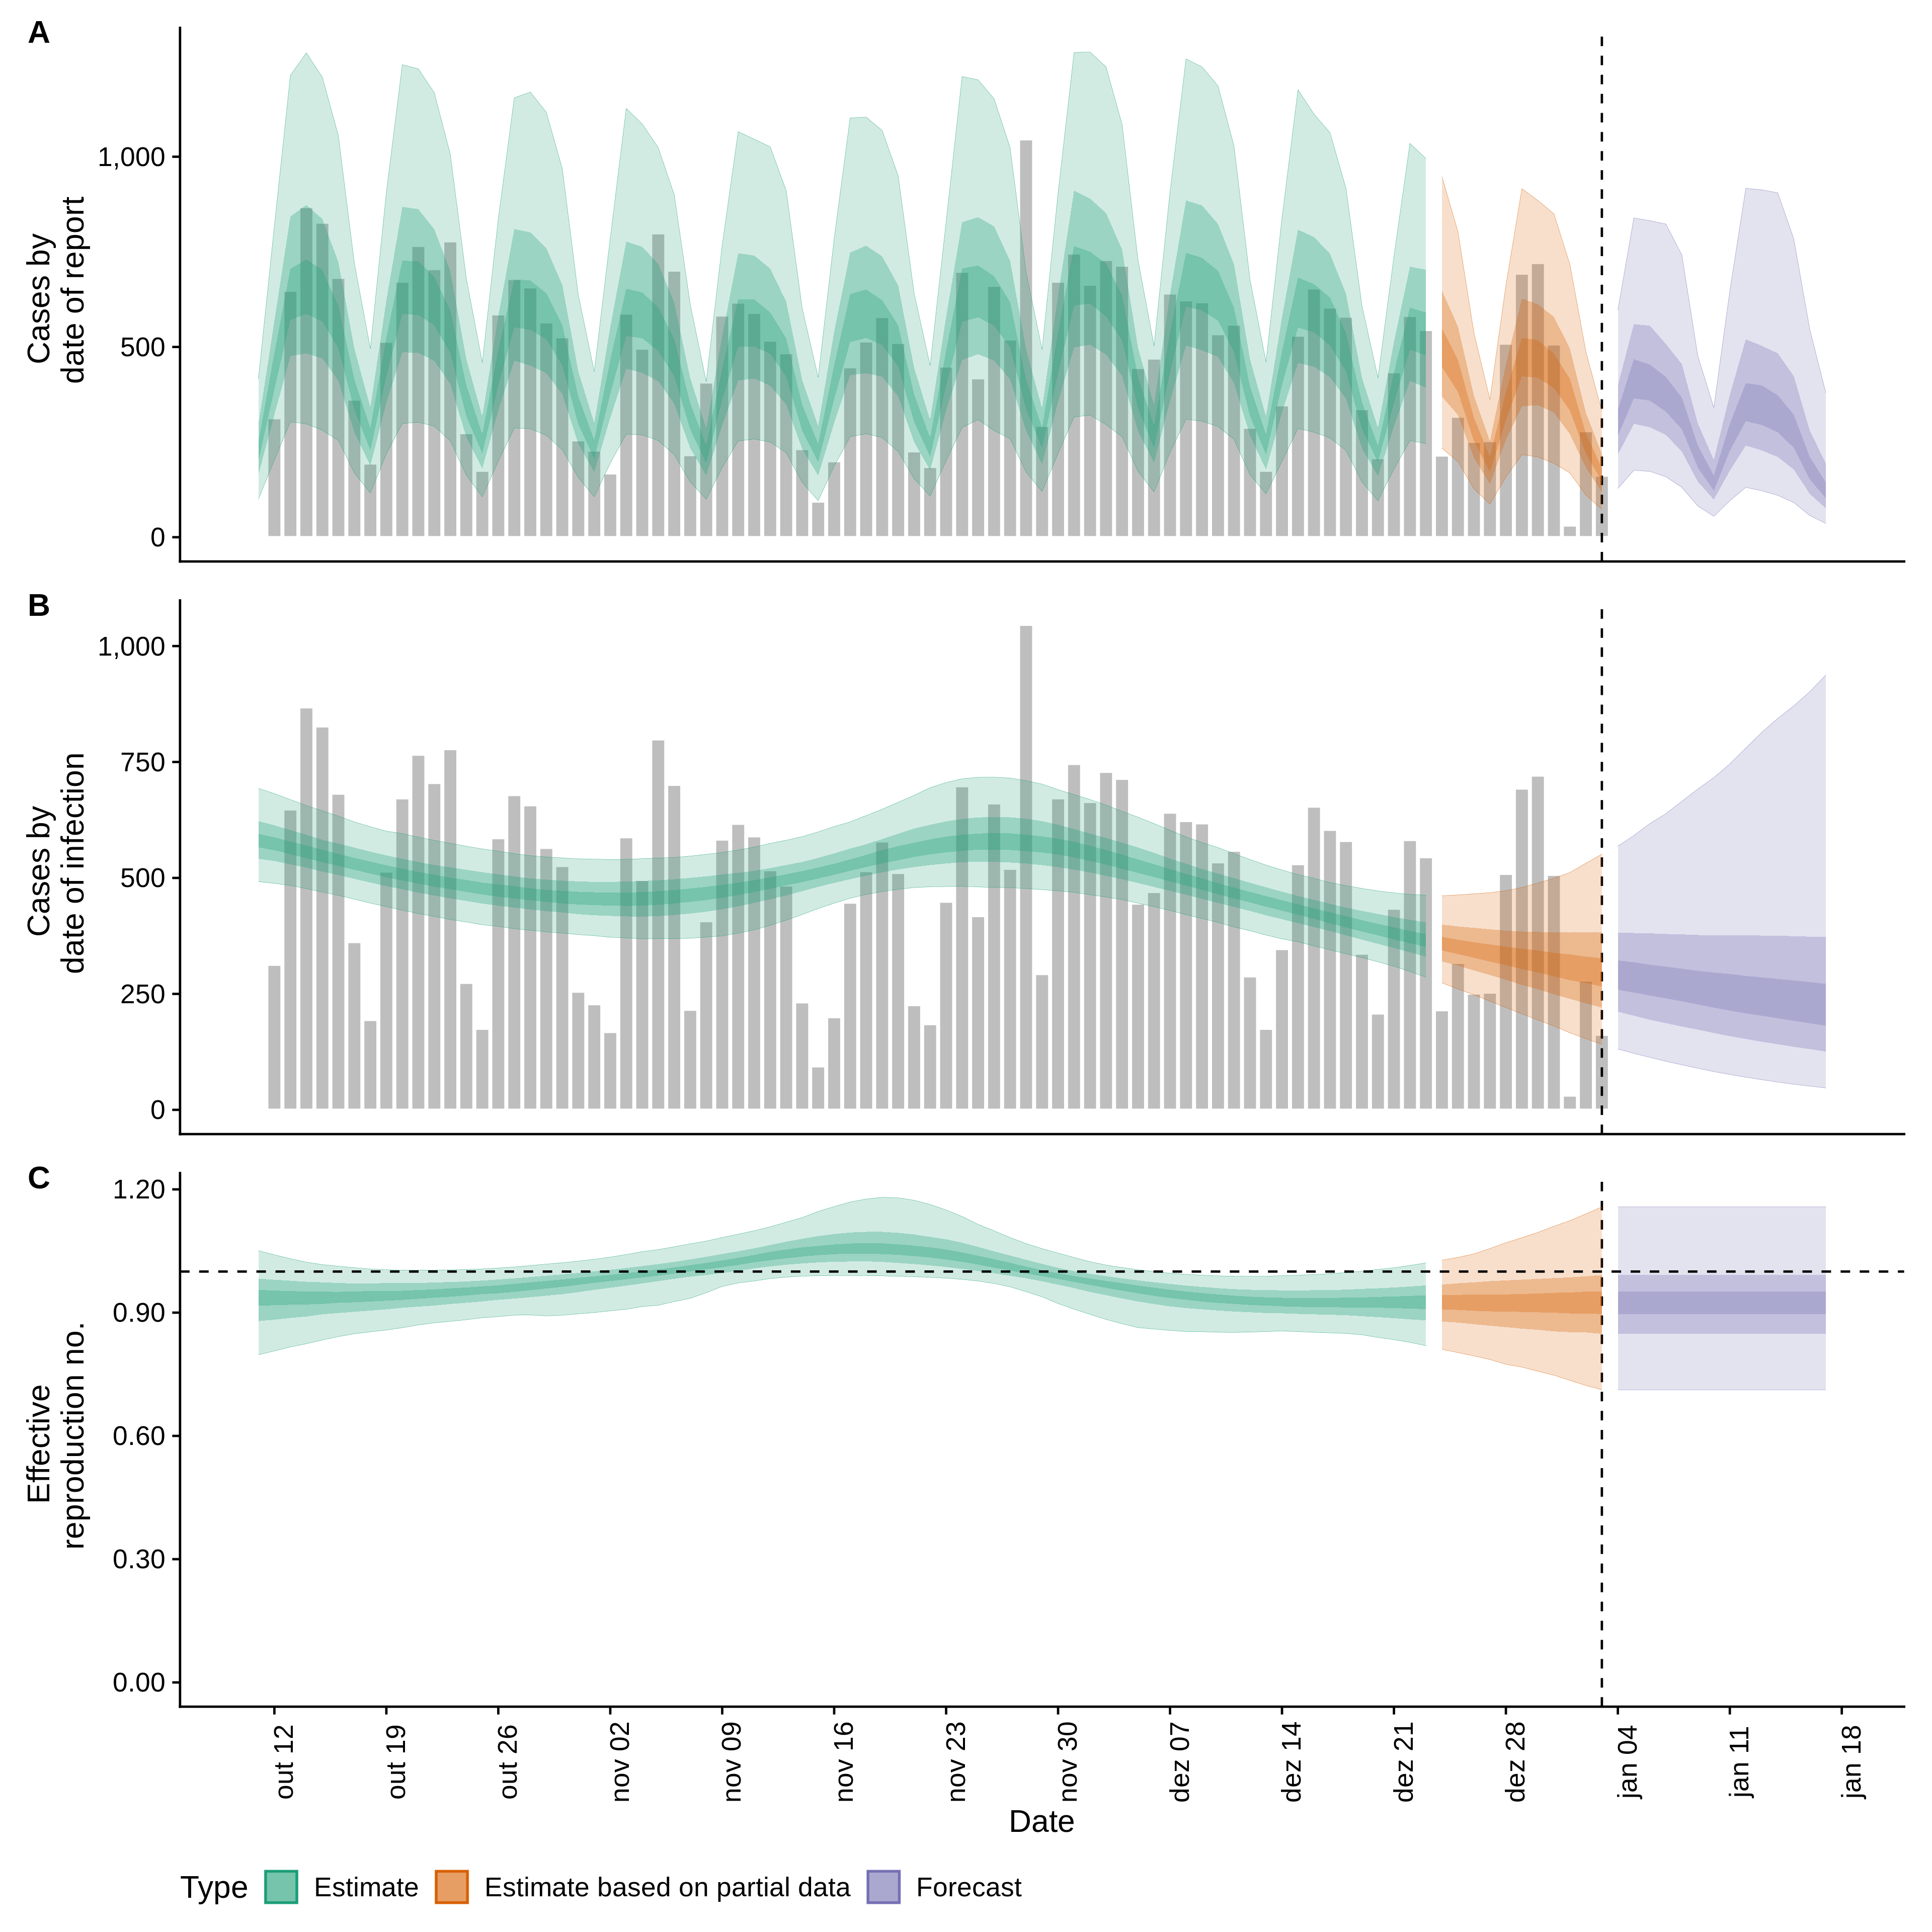 A
Cases by
date of report
1,000
500
0
B
Cases by
date of infection
1,000
750
500
250
0
C
Effective
reproduction no.
1.20
0.90
0.60
0.30
0.00
out 12
out 19
out 26
nov 02
nov 09
nov 16
nov 23
nov 30
dez 07
dez 14
dez 21
dez 28
jan 04
jan 11
jan 18
Date
Type Estimate Estimate based on partial data Forecast